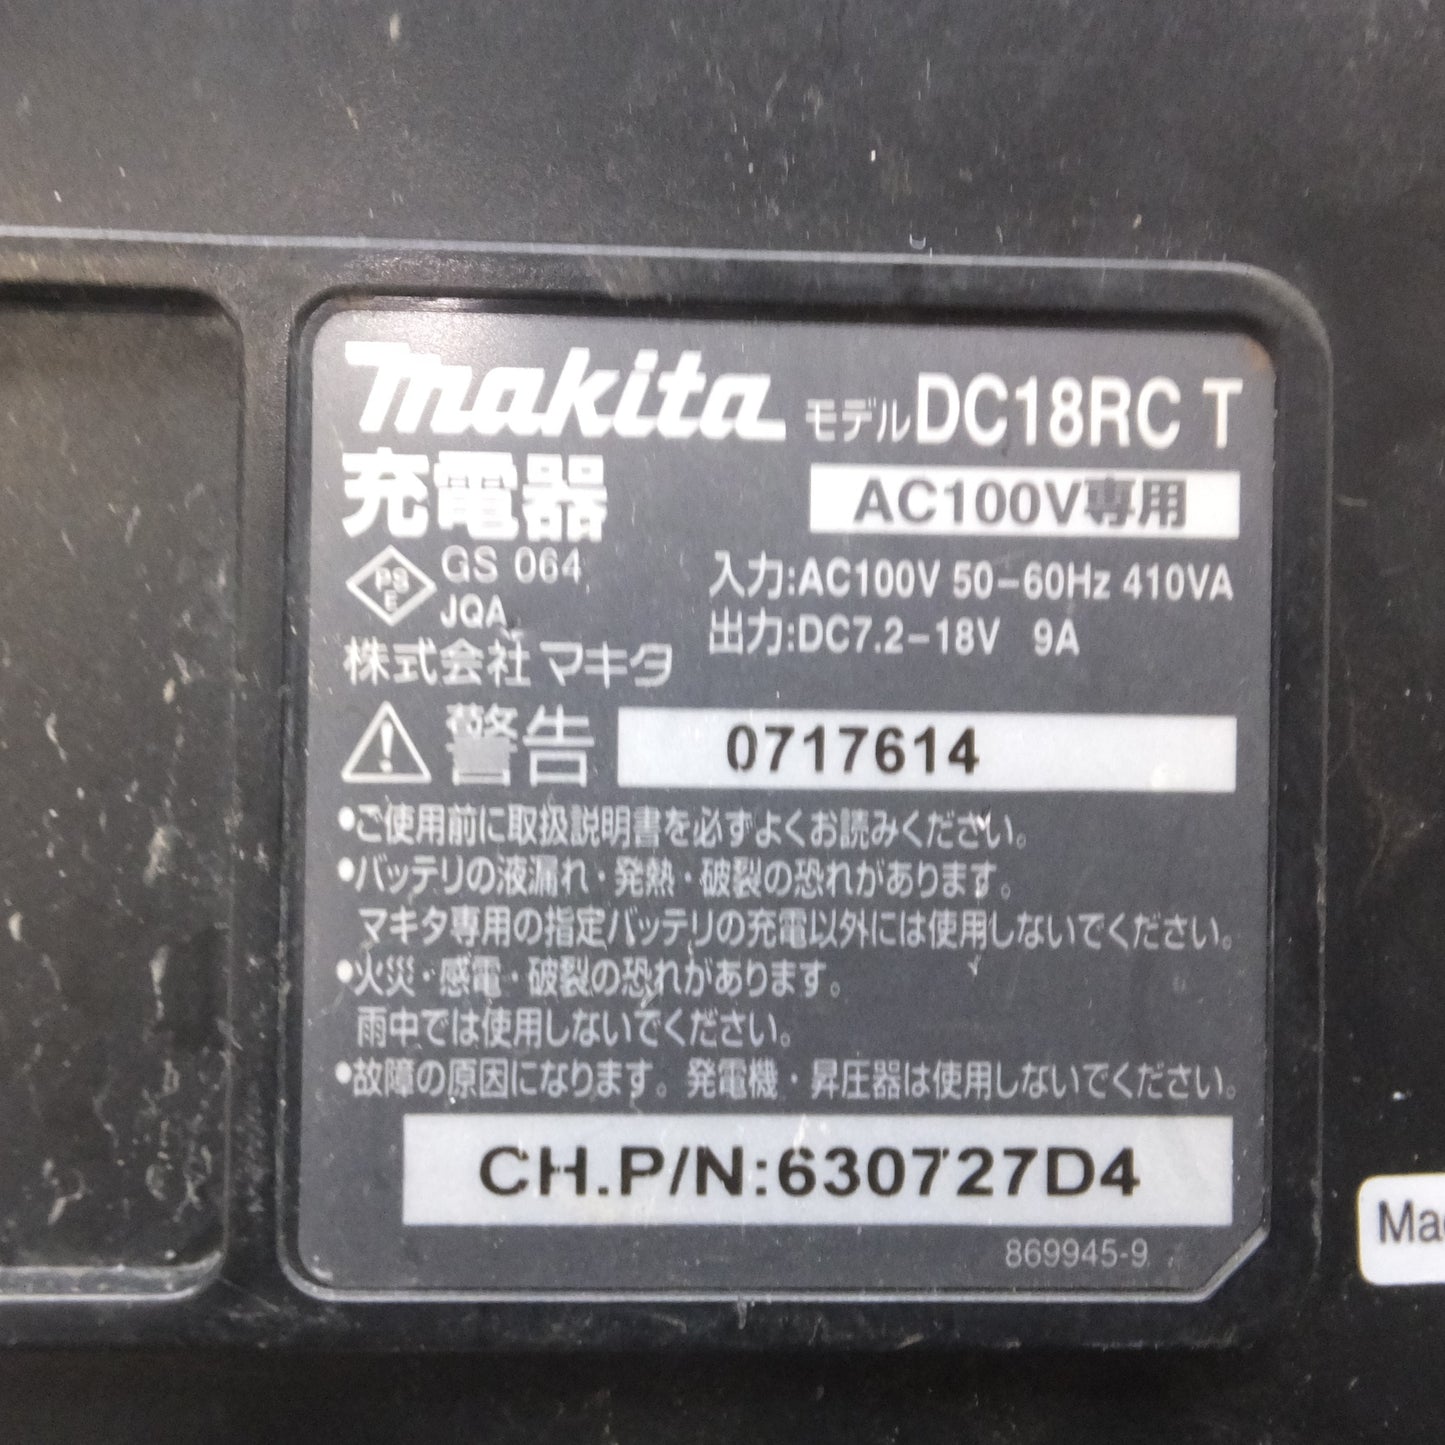 makita モデル DC18RC T
充電器
AC100V専用
PS E GS 064
JQA
入力:AC100V 50-60Hz 410VA
出力:DC7.2-18V 9A
株式会社マキタ
警告 0717614
•ご使用前に取扱説明書を必ずよくお読みください。
•バッテリの液漏れ・発熱・破裂の恐れがあります。
マキタ専用の指定バッテリの充電以外には使用しないでください。
•火災・感電・破裂の恐れがあります。
雨中では使用しないでください。
•故障の原因になります。発電機・昇圧器は使用しないでください。
CH.P/N:630727D4
869945-9